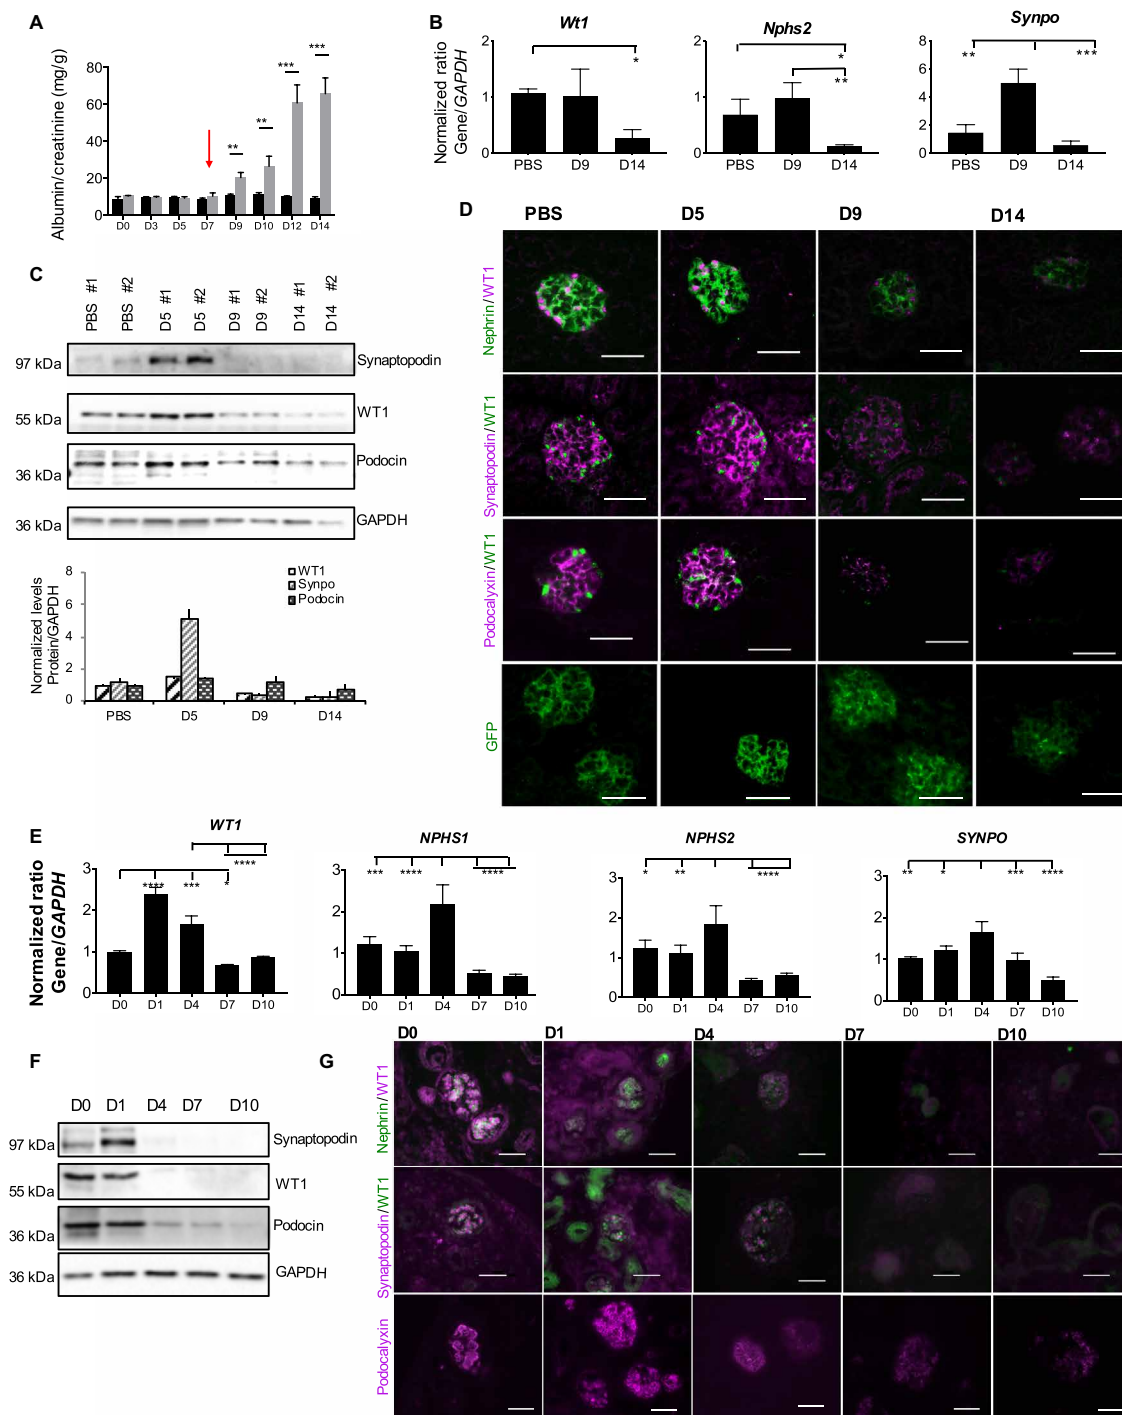 A
Albumin/creatinine (mg/g)
80
60
40
20
0
***
***
**
**
D0 D3 D5 D7 D9 D10 D12 D14
B
Normalized ratio
Gene/GAPDH
Wt1
2
1
0
*
PBS D9 D14
Nphs2
2
1
0
*
**
PBS D9 D14
Synpo
8
6
4
2
0
** ***
PBS D9 D14
C
PBS #1 PBS #2 D5 #1 D5 #2 D9 #1 D9 #2 D14 #1 D14 #2
97 kDa Synaptopodin
55 kDa WT1
36 kDa Podocin
36 kDa GAPDH
Normalized levels
Protein/GAPDH
8
6
4
2
0
WT1
Synpo
Podocin
PBS D5 D9 D14
D
PBS D5 D9 D14
Nephrin/WT1
Synaptopodin/WT1
Podocalyxin/WT1
GFP
E
Normalized ratio
Gene/GAPDH
WT1
3
2
1
0
****
**** *** *
D0 D1 D4 D7 D10
NPHS1
3
2
1
0
*** **** ****
D0 D1 D4 D7 D10
NPHS2
3
2
1
0
* ** ****
D0 D1 D4 D7 D10
SYNPO
3
2
1
0
** * *** ****
D0 D1 D4 D7 D10
F
D0 D1 D4 D7 D10
97 kDa Synaptopodin
55 kDa WT1
36 kDa Podocin
36 kDa GAPDH
G
D0 D1 D4 D7 D10
Nephrin/WT1
Synaptopodin/WT1
Podocalyxin